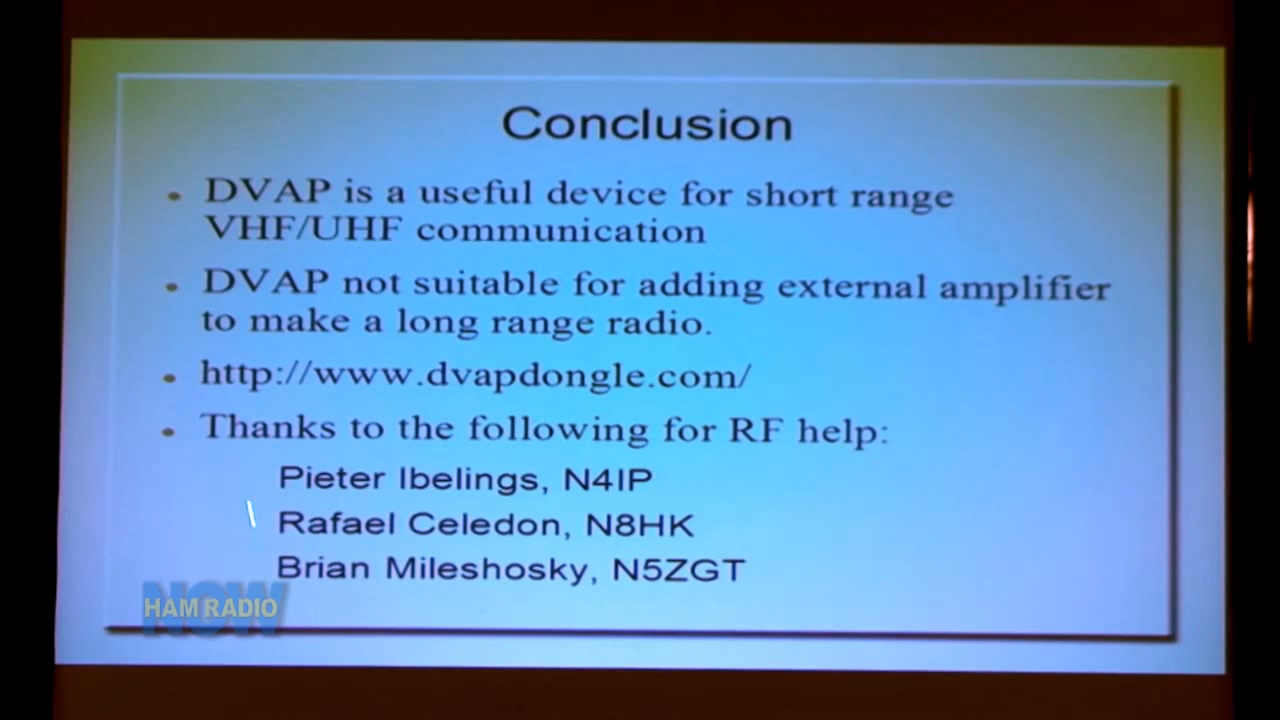 Conclusion
DVAP is a useful device for short range
VHF/UHF communication
DVAP not suitable for adding external amplifier
to make a long range radio.
http://www.dvapdongle.com/
Thanks to the following for RF help:
Pieter Ibelings, N4IP
Rafael Celedon, N8HK
Brian Mileshosky, N5ZGT
NOW
HAM RADIO